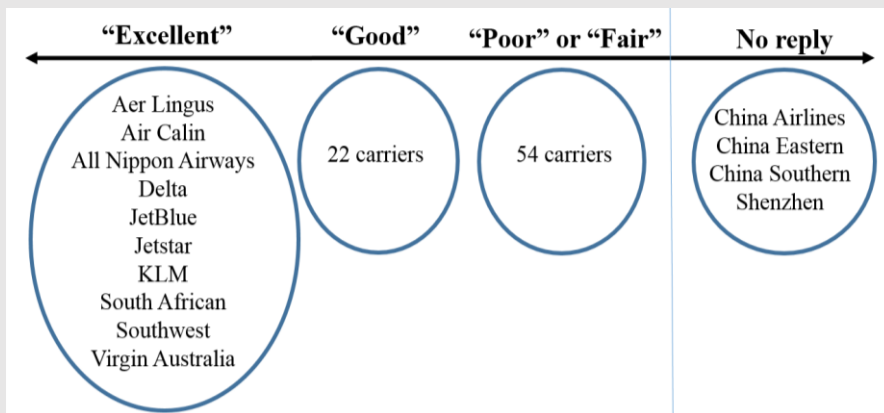 “Excellent” “Good” “Poor” or “Fair” No reply
Aer Lingus
Air Calin
All Nippon Airways
Delta
JetBlue
Jetstar
KLM
South African
Southwest
Virgin Australia
22 carriers
54 carriers
China Airlines
China Eastern
China Southern
Shenzhen